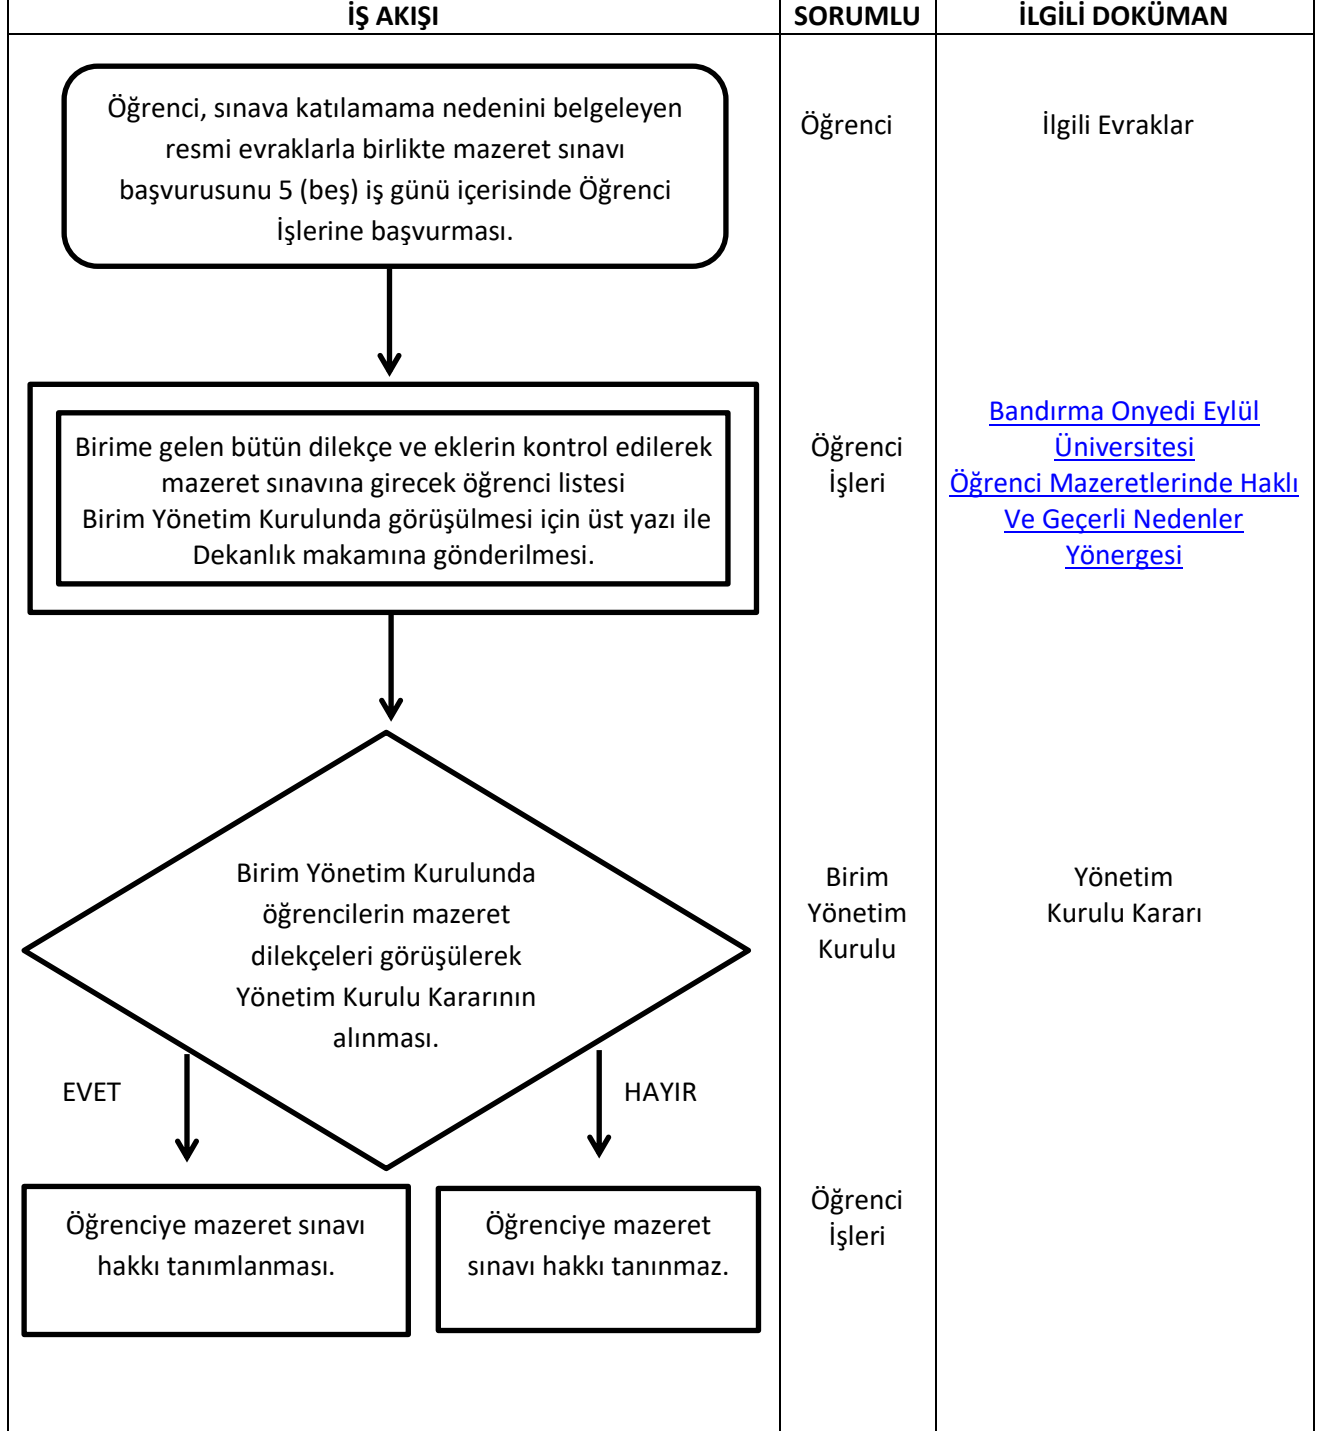 İŞ AKIŞI
SORUMLU
İLGİLİ DOKÜMAN
Öğrenci, sınava katılamama nedenini belgeleyen
resmi evraklarla birlikte mazeret sınavı
başvurusunu 5 (beş) iş günü içerisinde Öğrenci
İşlerine başvurması.
Öğrenci
İlgili Evraklar
Birime gelen bütün dilekçe ve eklerin kontrol edilerek
mazeret sınavına girecek öğrenci listesi
Birim Yönetim Kurulunda görüşülmesi için üst yazı ile
Dekanlık makamına gönderilmesi.
Öğrenci
İşleri
Bandırma Onyedi Eylül
Üniversitesi
Öğrenci Mazeretlerinde Haklı
Ve Geçerli Nedenler
Yönergesi
Birim Yönetim Kurulunda
öğrencilerin mazeret
dilekçeleri görüşülerek
Yönetim Kurulu Kararının
alınması.
Birim
Yönetim
Kurulu
Yönetim
Kurulu Kararı
EVET
HAYIR
Öğrenciye mazeret sınavı
hakkı tanımlanması.
Öğrenciye mazeret
sınavı hakkı tanınmaz.
Öğrenci
İşleri